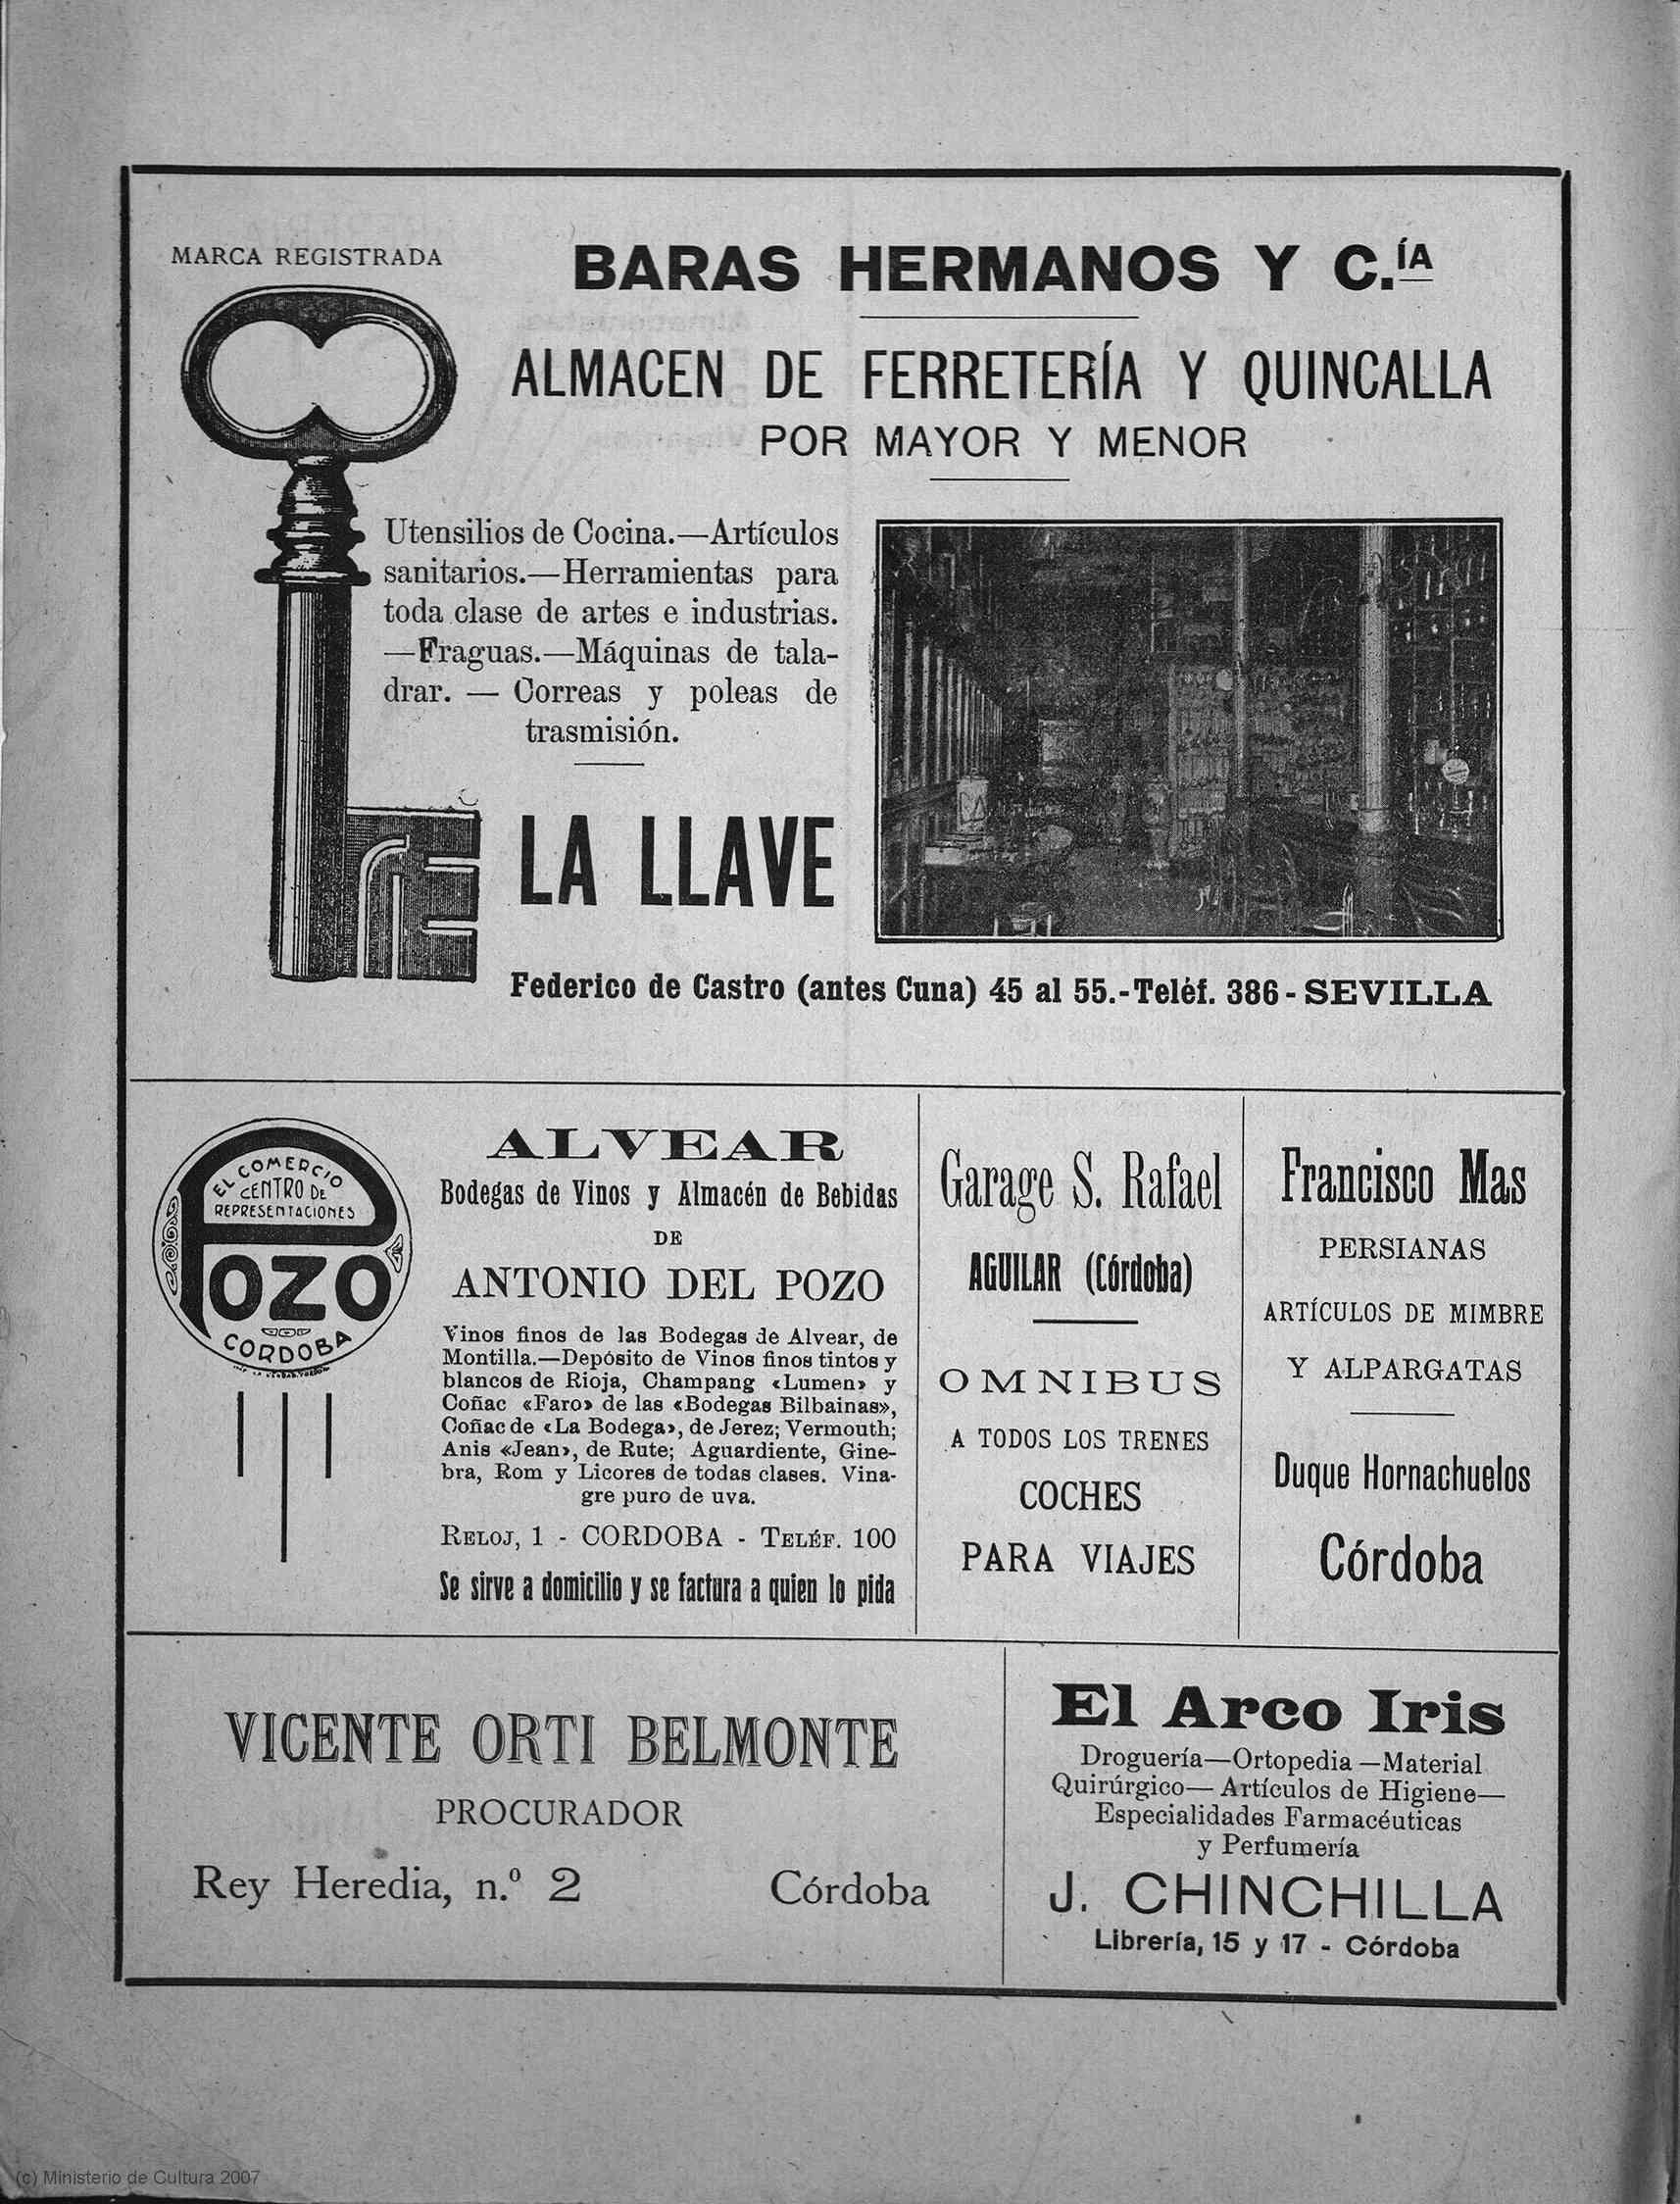 MARCA REGISTRADA
BARAS HERMANOS Y C.ÍA
ALMACEN DE FERRETERÍA Y QUINCALLA
POR MAYOR Y MENOR
Utensilios de Cocina.—Artículos
sanitarios.—Herramientas para
toda clase de artes e industrias.
—Fraguas.—Máquinas de tala-
drar. — Correas y poleas de
trasmisión.
LA LLAVE
Federico de Castro (antes Cuna) 45 al 55.-Teléf. 386-SEVILLA
EL COMERCIO
CENTRO DE
REPRESENTACIONES
POZO
CORDOBA
ALVEAR
Bodegas de Vinos y Almacén de Bebidas
DE
ANTONIO DEL POZO
Vinos finos de las Bodegas de Alvear, de
Montilla.—Depósito de Vinos finos tintos y
blancos de Rioja, Champang «Lumen» y
Coñac «Faro» de las «Bodegas Bilbainas»,
Coñac de «La Bodega», de Jerez; Vermouth;
Anis «Jean», de Rute; Aguardiente, Gine-
bra, Rom y Licores de todas clases. Vina-
gre puro de uva.
RELOJ, 1 - CORDOBA - TELÉF. 100
Se sirve a domicilio y se factura a quien lo pida
Garage S. Rafael
AGUILAR (Córdoba)
OMNIBUS
A TODOS LOS TRENES
COCHES
PARA VIAJES
Francisco Mas
PERSIANAS
ARTÍCULOS DE MIMBRE
Y ALPARGATAS
Duque Hornachuelos
Córdoba
VICENTE ORTI BELMONTE
PROCURADOR
Rey Heredia, n.º 2 Córdoba
El Arco Iris
Droguería—Ortopedia—Material
Quirúrgico—Artículos de Higiene—
Especialidades Farmacéuticas
y Perfumería
J. CHINCHILLA
Librería, 15 y 17 - Córdoba
(c) Ministerio de Cultura 2007